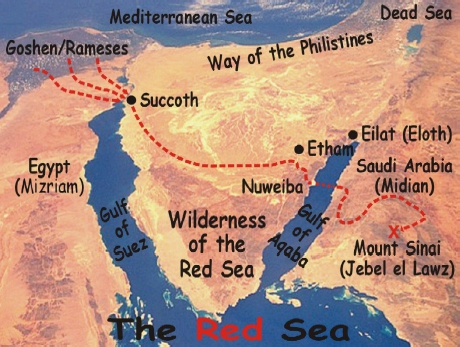 Mediterranean Sea
Dead Sea
Goshen/Rameses
Way of the Philistines
Succoth
Eilat (Eloth)
Etham
Egypt
(Mizriam)
Saudi Arabia
(Midian)
Nuweiba
Gulf
of
Suez
Wilderness
of the
Red Sea
Gulf
of
Aqaba
X
Mount Sinai
(Jebel el Lawz)
The Red Sea